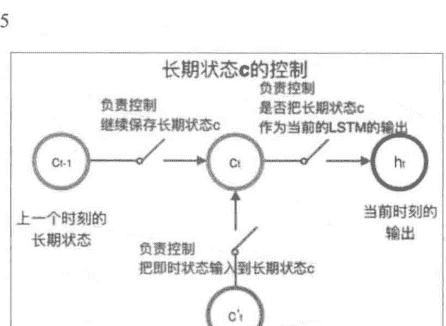 5
长期状态c的控制
负责控制
继续保存长期状态c
负责控制
是否把长期状态c
作为当前的LSTM的输出
Ct-1
Ct
ht
上一个时刻的
长期状态
当前时刻的
输出
负责控制
把即时状态输入到长期状态c
c't